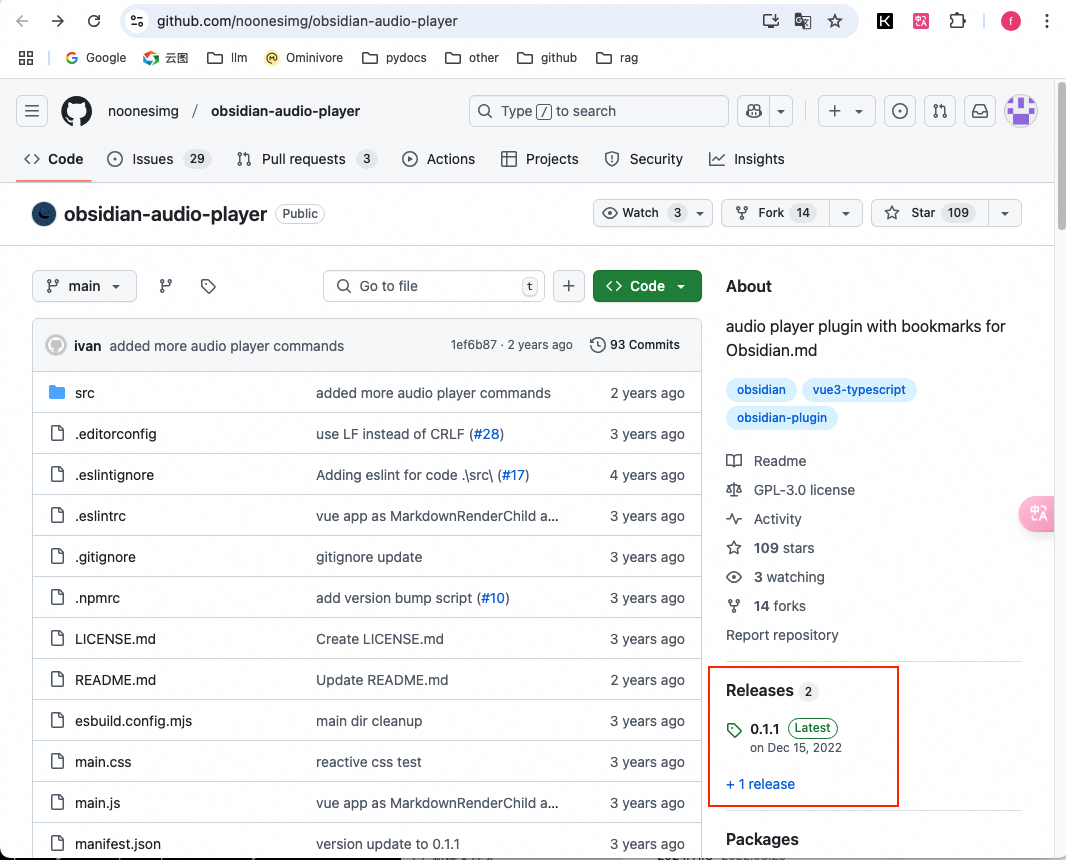 github.com/noonesimg/obsidian-audio-player
f
Google
云图
llm
Ominivore
pydocs
other
github
rag
noonesimg / obsidian-audio-player
Type / to search
Code
Issues 29
Pull requests 3
Actions
Projects
Security
Insights
obsidian-audio-player Public
Watch 3
Fork 14
Star 109
main
Go to file t
Code
ivan added more audio player commands 1ef6b87 · 2 years ago 93 Commits
src added more audio player commands 2 years ago
.editorconfig use LF instead of CRLF (#28) 3 years ago
.eslintignore Adding eslint for code .\src\ (#17) 4 years ago
.eslintrc vue app as MarkdownRenderChild a... 3 years ago
.gitignore gitignore update 3 years ago
.npmrc add version bump script (#10) 3 years ago
LICENSE.md Create LICENSE.md 3 years ago
README.md Update README.md 2 years ago
esbuild.config.mjs main dir cleanup 3 years ago
main.css reactive css test 3 years ago
main.js vue app as MarkdownRenderChild a... 3 years ago
manifest.json version update to 0.1.1 3 years ago
About
audio player plugin with bookmarks for
Obsidian.md
obsidian vue3-typescript
obsidian-plugin
Readme
GPL-3.0 license
Activity
109 stars
3 watching
14 forks
Report repository
Releases 2
0.1.1 Latest
on Dec 15, 2022
+ 1 release
Packages